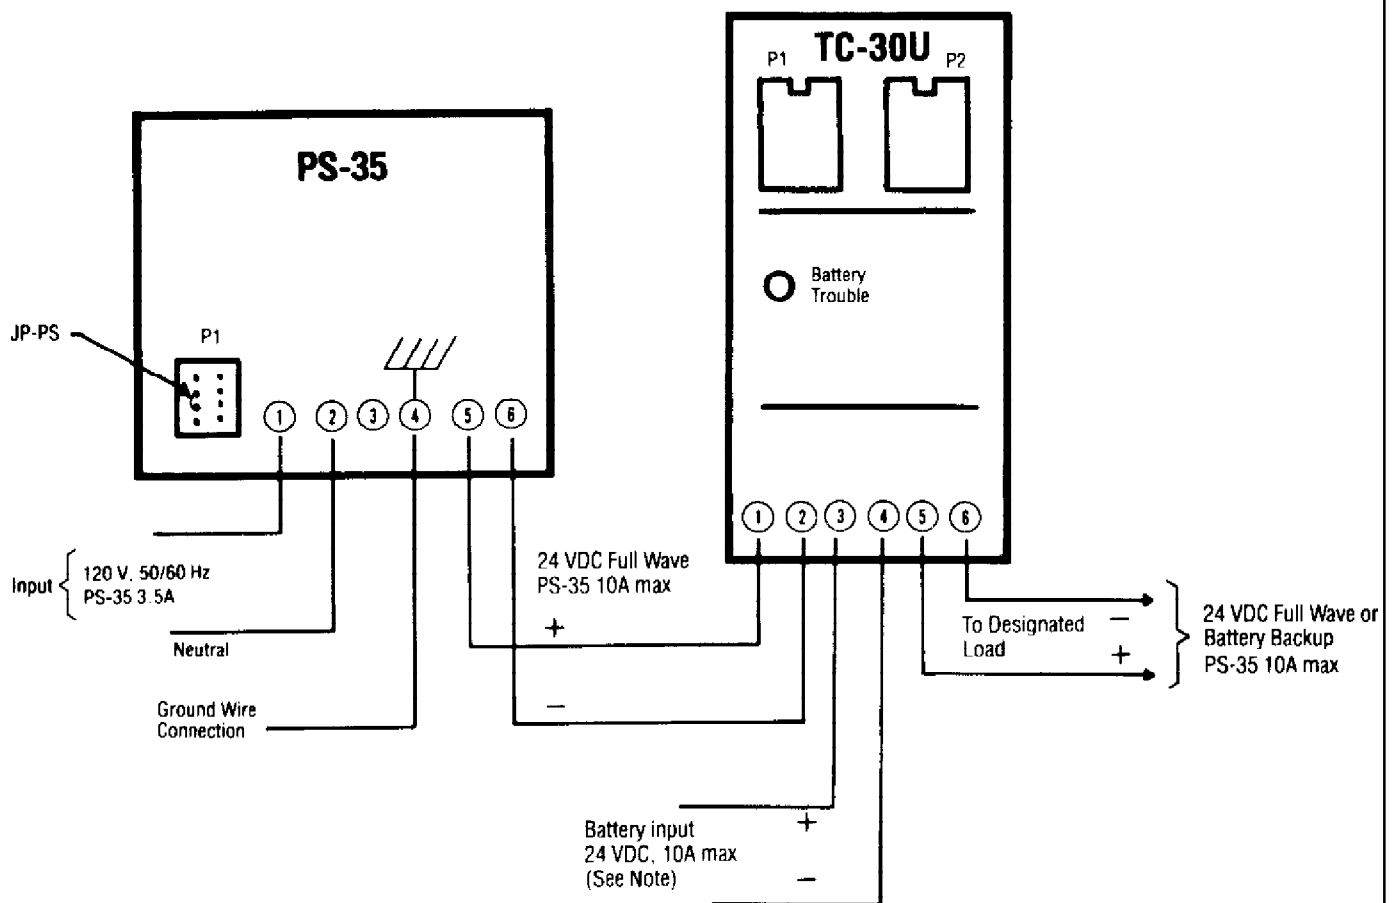 TC-30U
P1
P2
PS-35
Battery
Trouble
JP-PS
P1
1
2
3
4
5
6
1
2
3
4
5
6
Input
120 V, 50/60 Hz
PS-35 3.5A
Neutral
Ground Wire
Connection
24 VDC Full Wave
PS-35 10A max
+
−
To Designated
Load
−
+
24 VDC Full Wave or
Battery Backup
PS-35 10A max
Battery input
24 VDC, 10A max
(See Note)
+
−